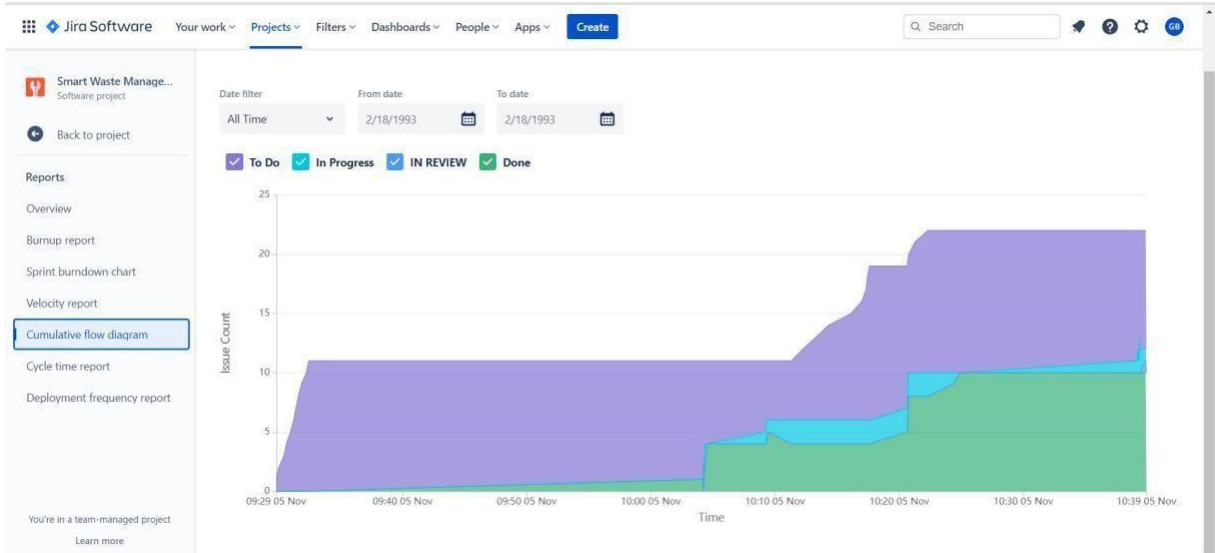 Jira Software Your work Projects Filters Dashboards People Apps Create Search GB
Smart Waste Manage...
Software project
Back to project
Reports
Overview
Burnup report
Sprint burndown chart
Velocity report
Cumulative flow diagram
Cycle time report
Deployment frequency report
You're in a team-managed project
Learn more
Date filter From date To date
All Time 2/18/1993 2/18/1993
To Do In Progress IN REVIEW Done
25
20
15
10
5
0
Issue Count
09:29 05 Nov 09:40 05 Nov 09:50 05 Nov 10:00 05 Nov 10:10 05 Nov 10:20 05 Nov 10:30 05 Nov 10:39 05 Nov
Time